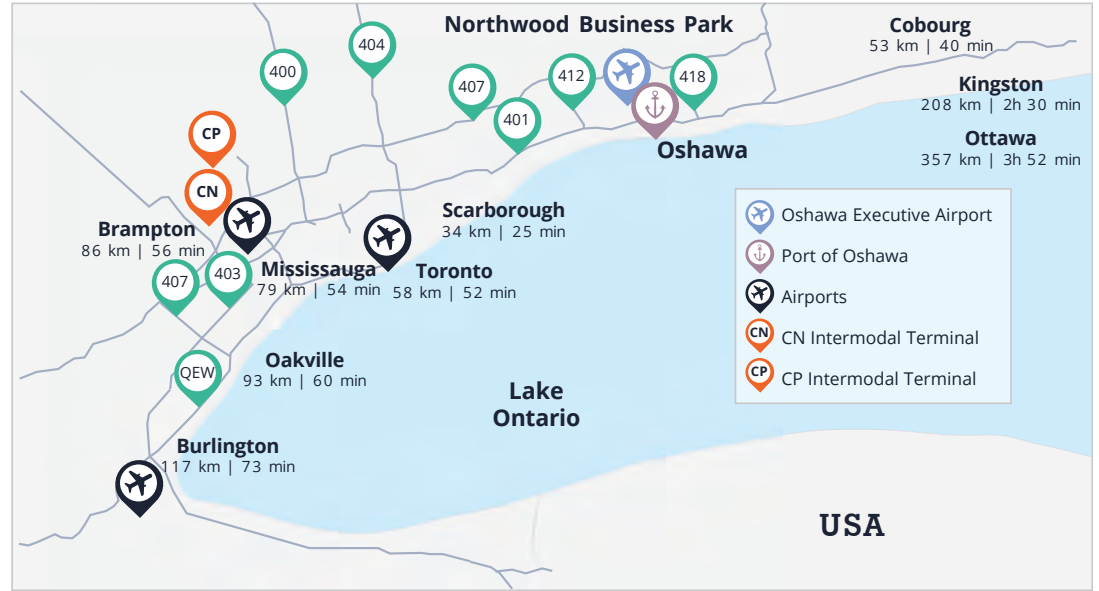 Northwood Business Park
Cobourg
53 km | 40 min
404
400
407
412
418
401
Kingston
208 km | 2h 30 min
Ottawa
357 km | 3h 52 min
CP
Oshawa
CN
Brampton
86 km | 56 min
Scarborough
34 km | 25 min
Oshawa Executive Airport
Port of Oshawa
Airports
CN
CN Intermodal Terminal
CP
CP Intermodal Terminal
407
403
Mississauga
79 km | 54 min
Toronto
58 km | 52 min
QEW
Oakville
93 km | 60 min
Lake
Ontario
Burlington
117 km | 73 min
USA